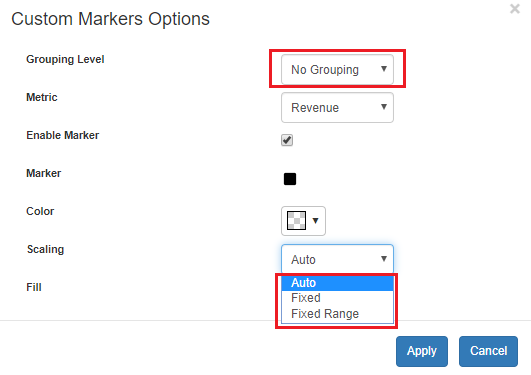 Custom Markers Options
×
Grouping Level
No Grouping
Metric
Revenue
Enable Marker
Marker
Color
Scaling
Auto
Fill
Auto
Fixed
Fixed Range
Apply
Cancel